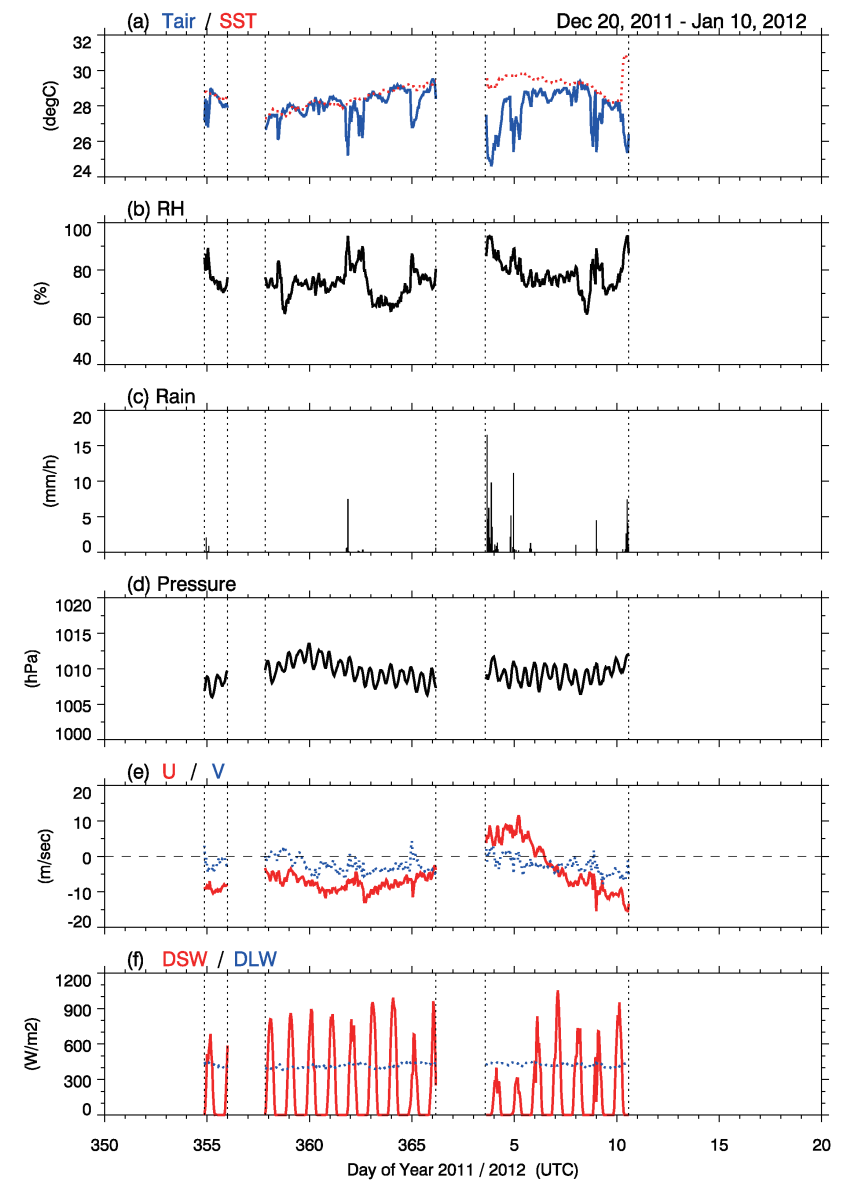 (a) Tair / SST Dec 20, 2011 - Jan 10, 2012
32
30
28
26
24
(degC)
(b) RH
100
80
60
40
(%)
(c) Rain
20
15
10
5
0
(mm/h)
(d) Pressure
1020
1015
1010
1005
1000
(hPa)
(e) U / V
20
10
0
-10
-20
(m/sec)
(f) DSW / DLW
1200
900
600
300
0
(W/m2)
350 355 360 365 5 10 15 20
Day of Year 2011 / 2012 (UTC)